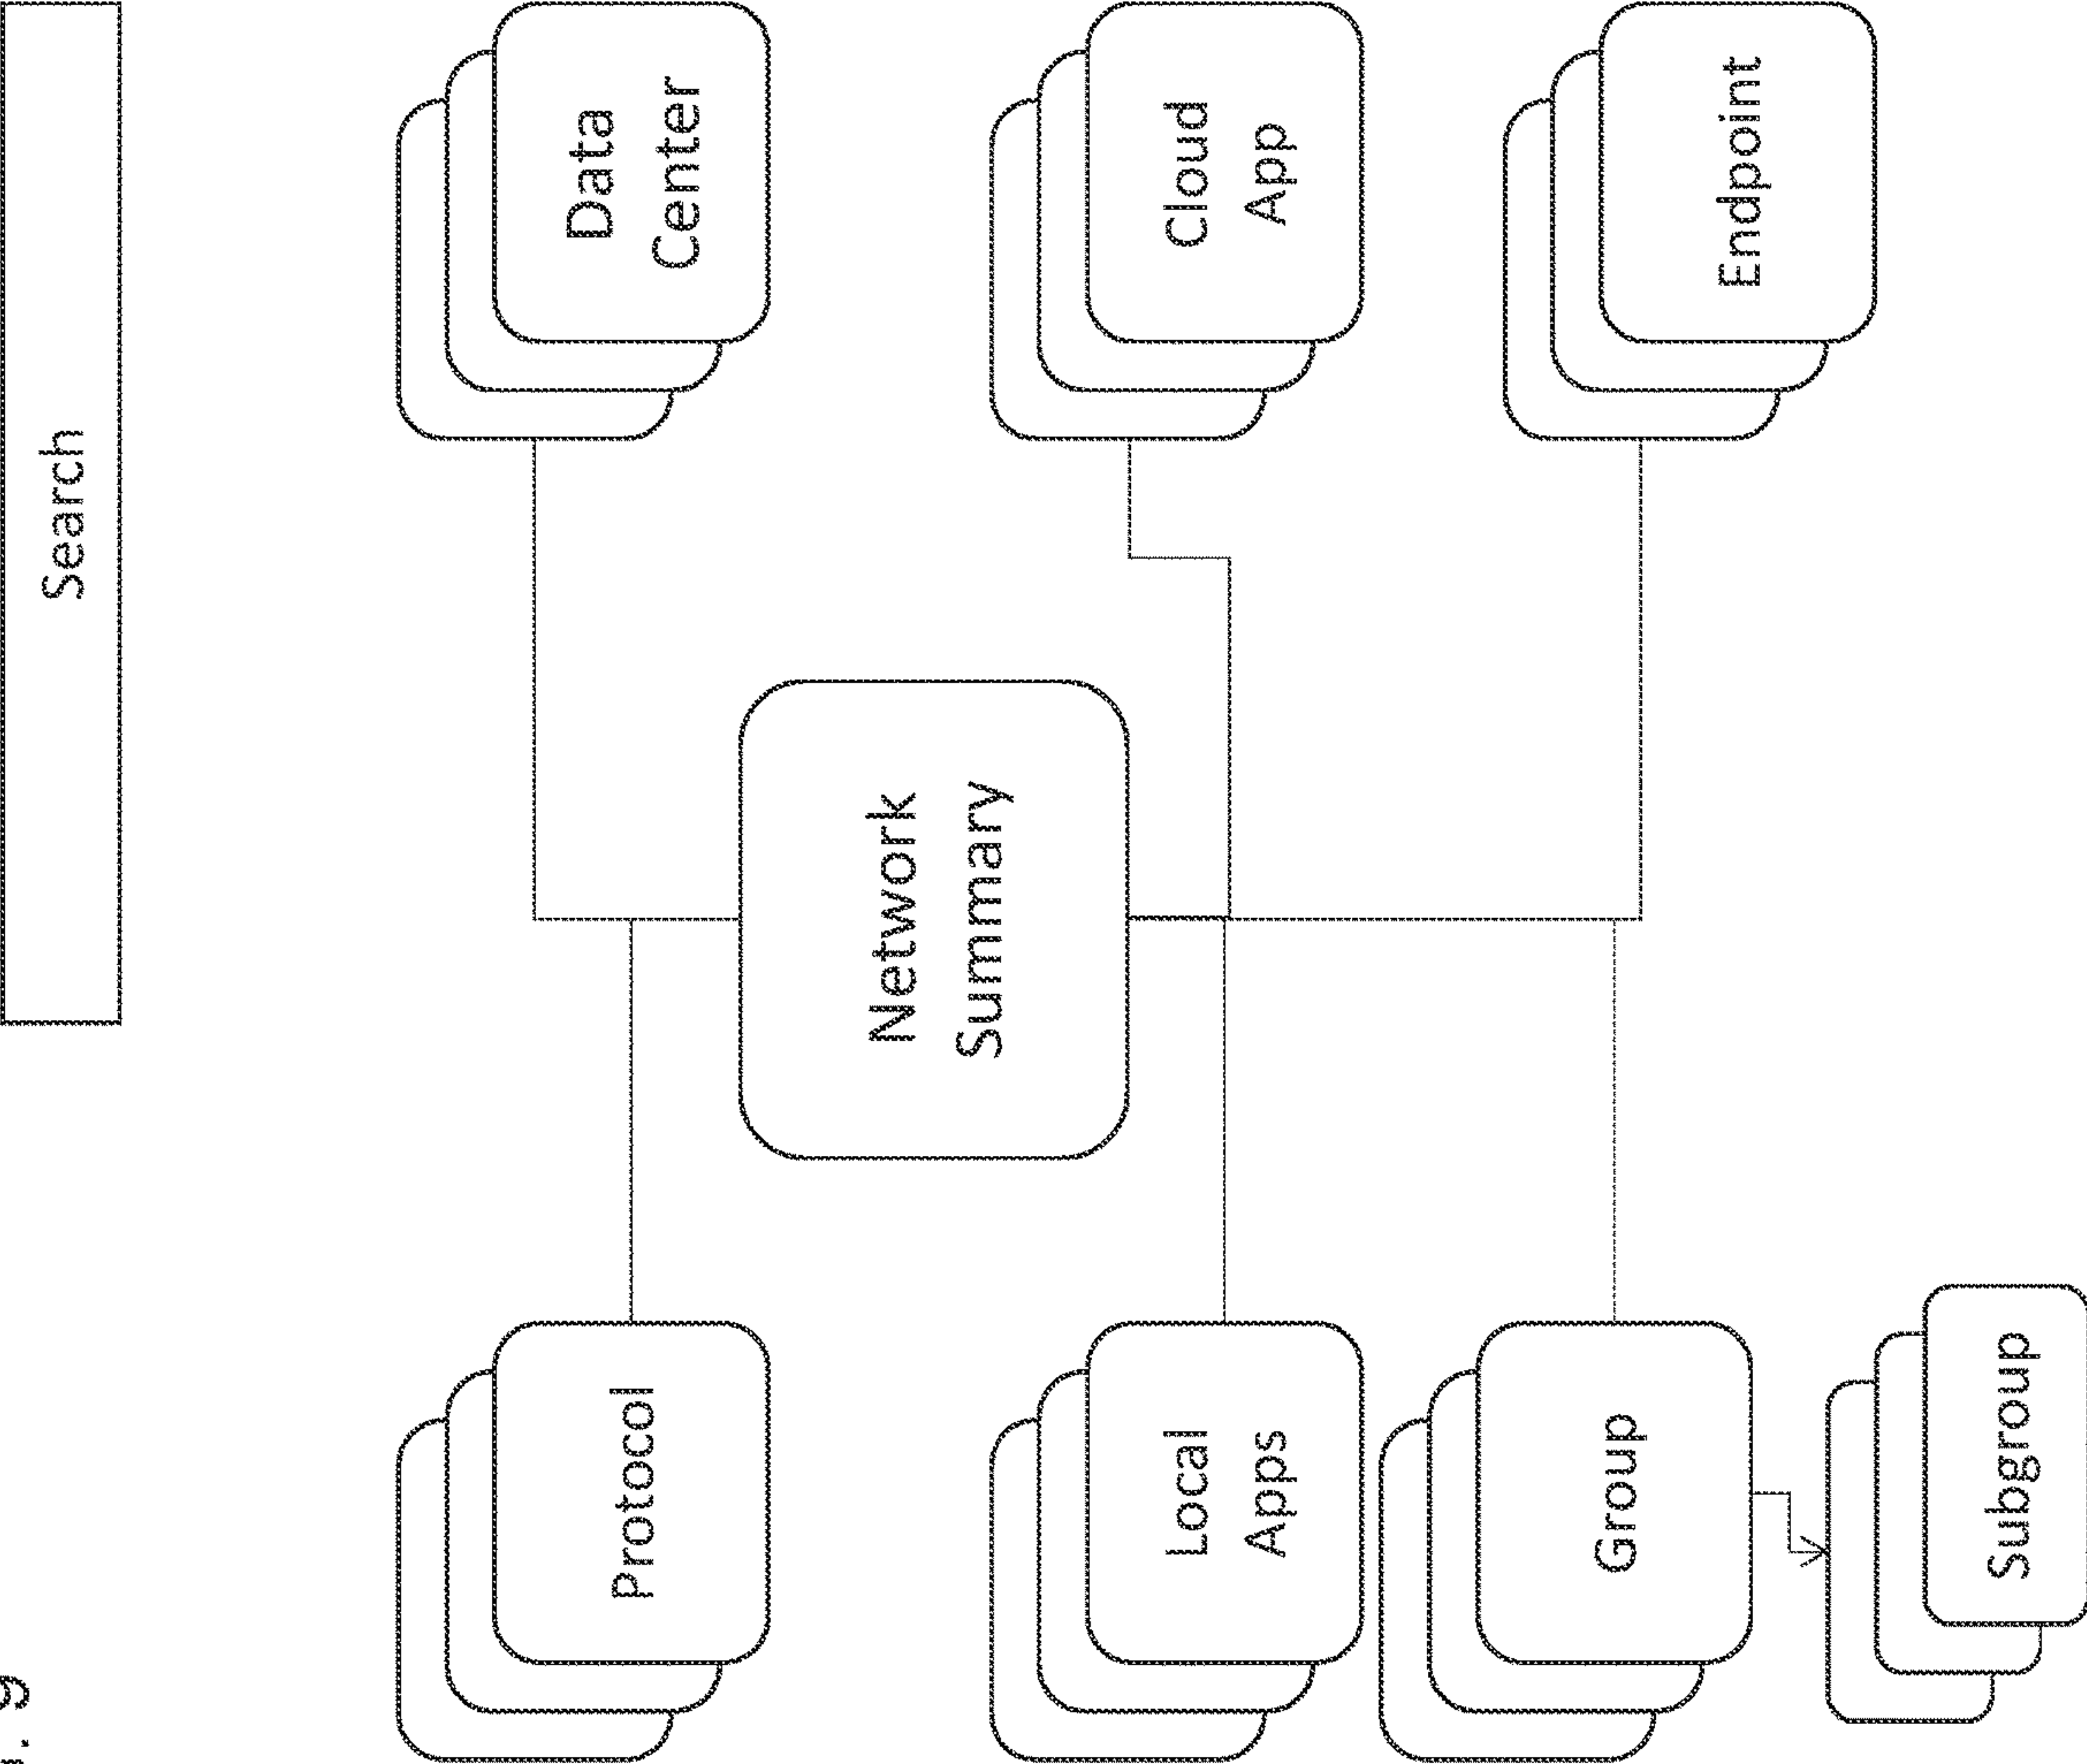 Search
Protocol
Data
Center
Network
Summary
Local
Apps
Cloud
App
Group
Endpoint
Subgroup